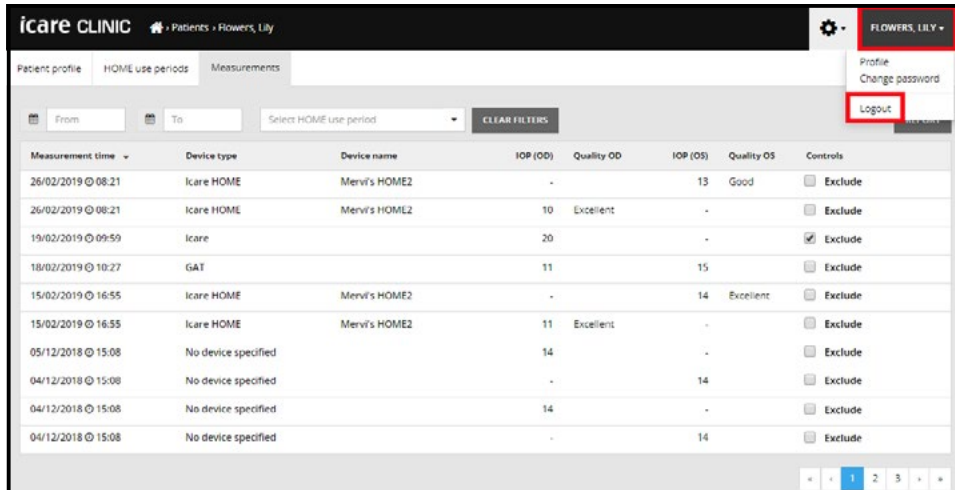 icare CLINIC › Patients › Flowers, Lily FLOWERS, LILY
Profile
Change password
Logout
Patient profile HOME use periods Measurements
From To Select HOME use period CLEAR FILTERS REPORT
Measurement time Device type Device name IOP (OD) Quality OD IOP (OS) Quality OS Controls
26/02/2019 08:21 Icare HOME Mervi's HOME2 - 13 Good Exclude
26/02/2019 08:21 Icare HOME Mervi's HOME2 10 Excellent - Exclude
19/02/2019 09:59 Icare 20 - Exclude
18/02/2019 10:27 GAT 11 15 Exclude
15/02/2019 16:55 Icare HOME Mervi's HOME2 - 14 Excellent Exclude
15/02/2019 16:55 Icare HOME Mervi's HOME2 11 Excellent - Exclude
05/12/2018 15:08 No device specified 14 - Exclude
04/12/2018 15:08 No device specified - 14 Exclude
04/12/2018 15:08 No device specified 14 - Exclude
04/12/2018 15:08 No device specified - 14 Exclude
« ‹ 1 2 3 › »